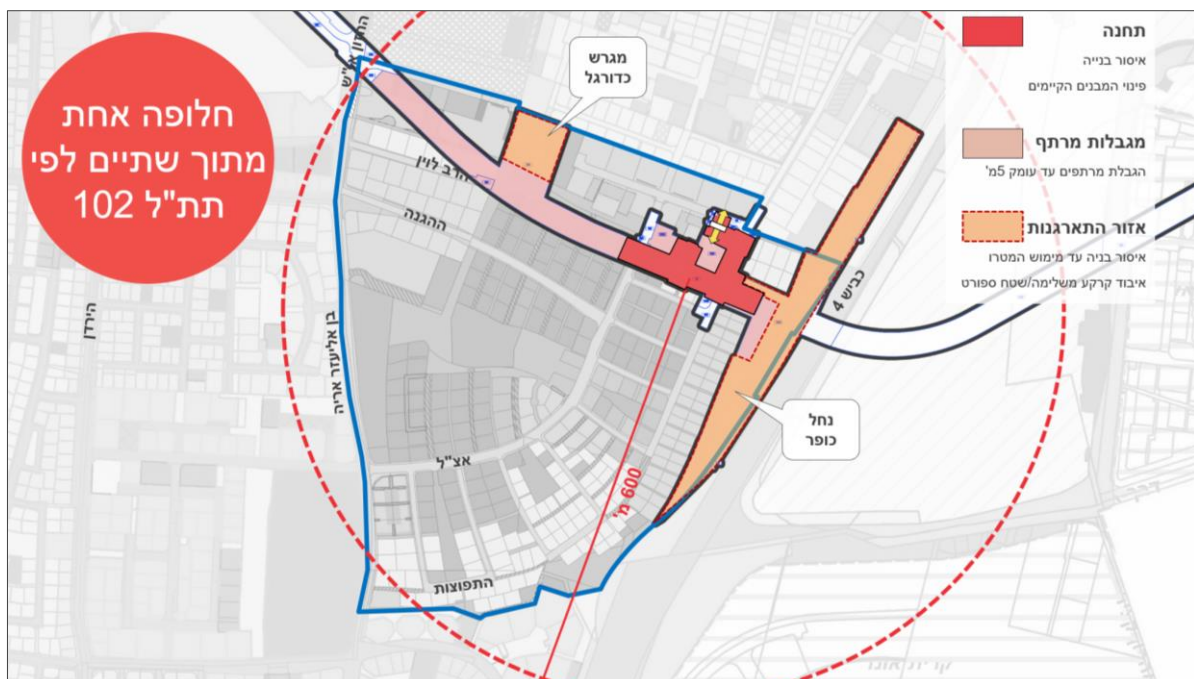 חלופה אחת
מתוך שתיים לפי
תת"ל 102
תחנה
איסור בנייה
פינוי המבנים הקיימים
מגבלות מרתף
הגבלת מרתפים עד עומק 5מ'
אזור התארגנות
איסור בניה עד מימוש המטרו
איבוד קרקע משלימה/שטח ספורט
מגרש
כדורגל
הרב לוין
ההגנה
הירדן
בן אליעזר אריה
כביש 4
נחל
כופר
אצ"ל
600 מ'
התפוצות
קרית אונו